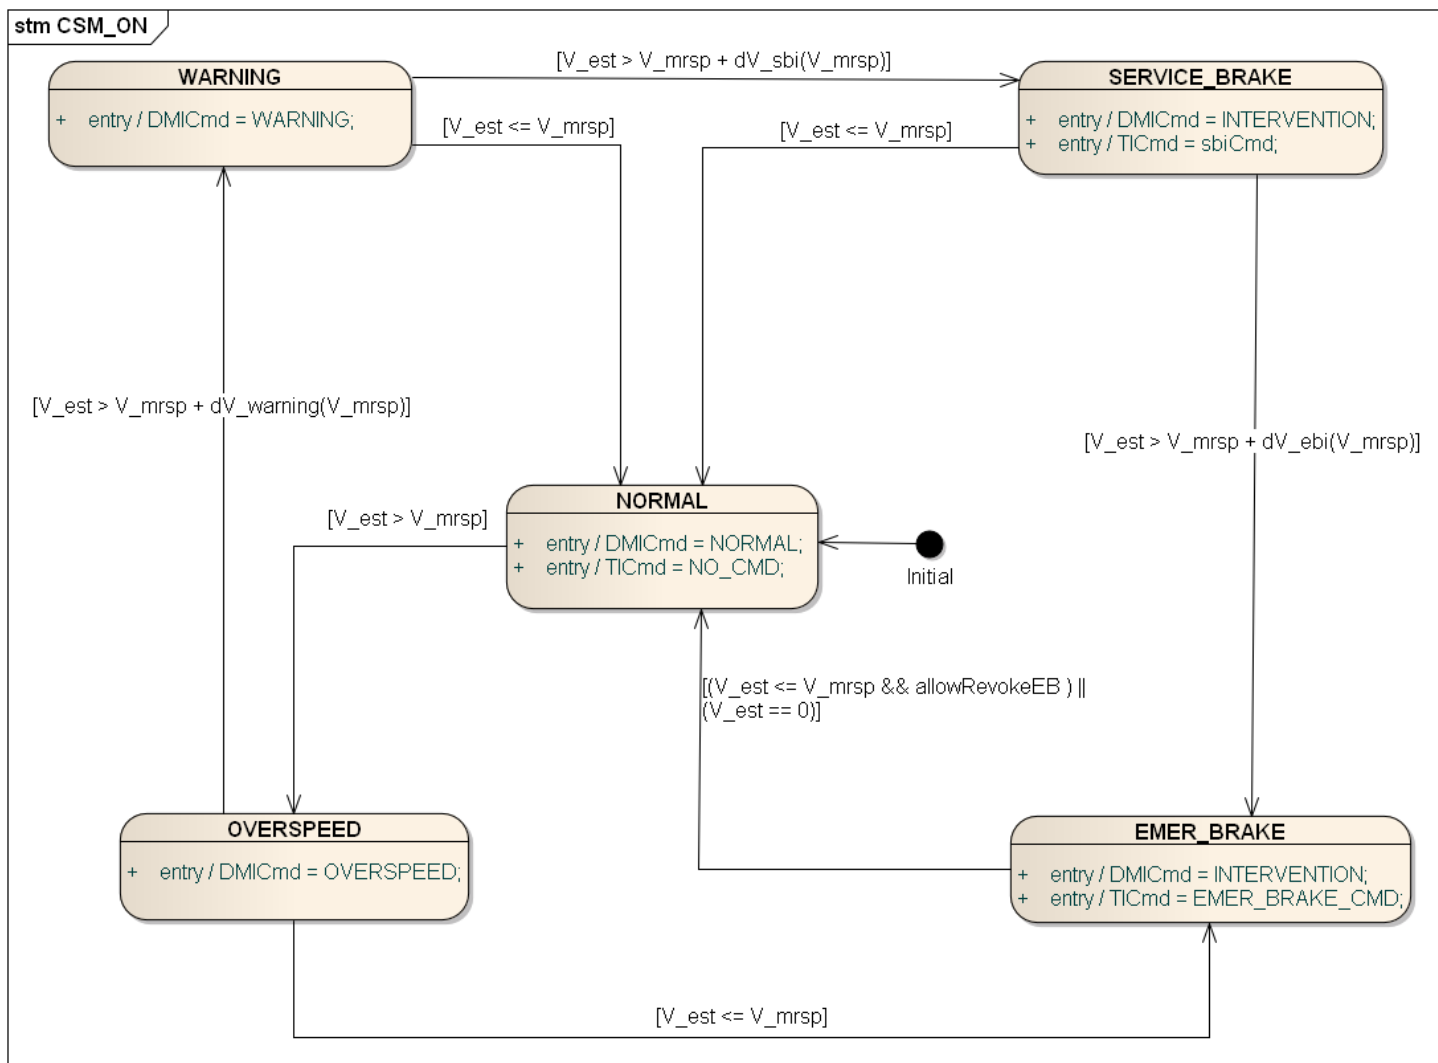 stm CSM_ON
[V_est > V_mrsp + dV_sbi(V_mrsp)]
WARNING
+ entry / DMICmd = WARNING;
SERVICE_BRAKE
+ entry / DMICmd = INTERVENTION;
+ entry / TICmd = sbiCmd;
[V_est <= V_mrsp]
[V_est <= V_mrsp]
[V_est > V_mrsp + dV_warning(V_mrsp)]
[V_est > V_mrsp + dV_ebi(V_mrsp)]
[V_est > V_mrsp]
NORMAL
+ entry / DMICmd = NORMAL;
+ entry / TICmd = NO_CMD;
Initial
[(V_est <= V_mrsp && allowRevokeEB ) ||
(V_est == 0)]
OVERSPEED
+ entry / DMICmd = OVERSPEED;
EMER_BRAKE
+ entry / DMICmd = INTERVENTION;
+ entry / TICmd = EMER_BRAKE_CMD;
[V_est <= V_mrsp]